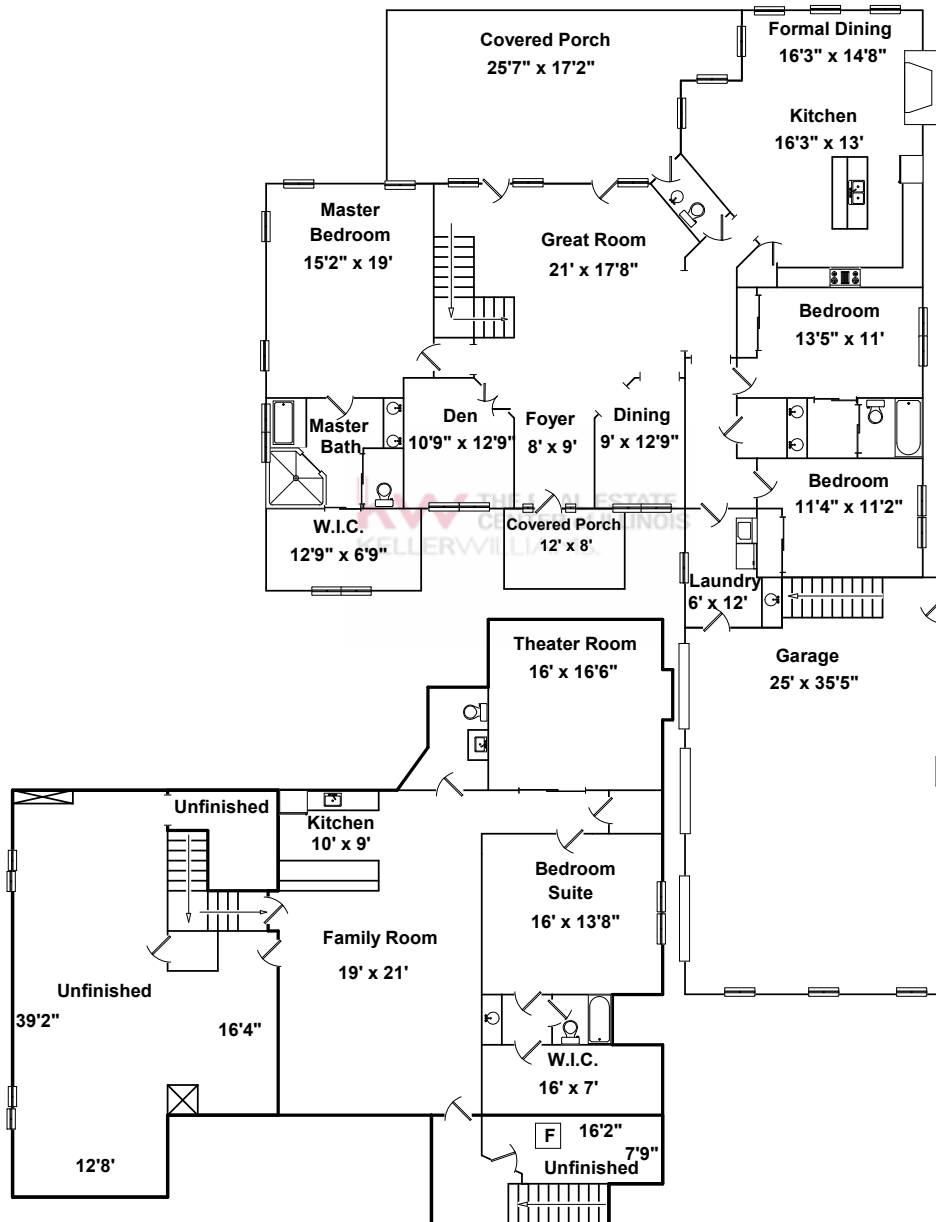 Covered Porch
25'7" x 17'2"
Formal Dining
16'3" x 14'8"
Kitchen
16'3" x 13'
Master
Bedroom
15'2" x 19'
Great Room
21' x 17'8"
Bedroom
13'5" x 11'
Master
Bath
Den
10'9" x 12'9"
Foyer
8' x 9'
Dining
9' x 12'9"
Bedroom
11'4" x 11'2"
W.I.C.
12'9" x 6'9"
kw THE REAL ESTATE
KELLERWILLIAMS.
Covered Porch
12' x 8'
Laundry
6' x 12'
Garage
25' x 35'5"
Theater Room
16' x 16'6"
Unfinished
Kitchen
10' x 9'
Bedroom
Suite
16' x 13'8"
Family Room
19' x 21'
Unfinished
39'2"
16'4"
W.I.C.
16' x 7'
12'8'
F
16'2"
7'9"
Unfinished